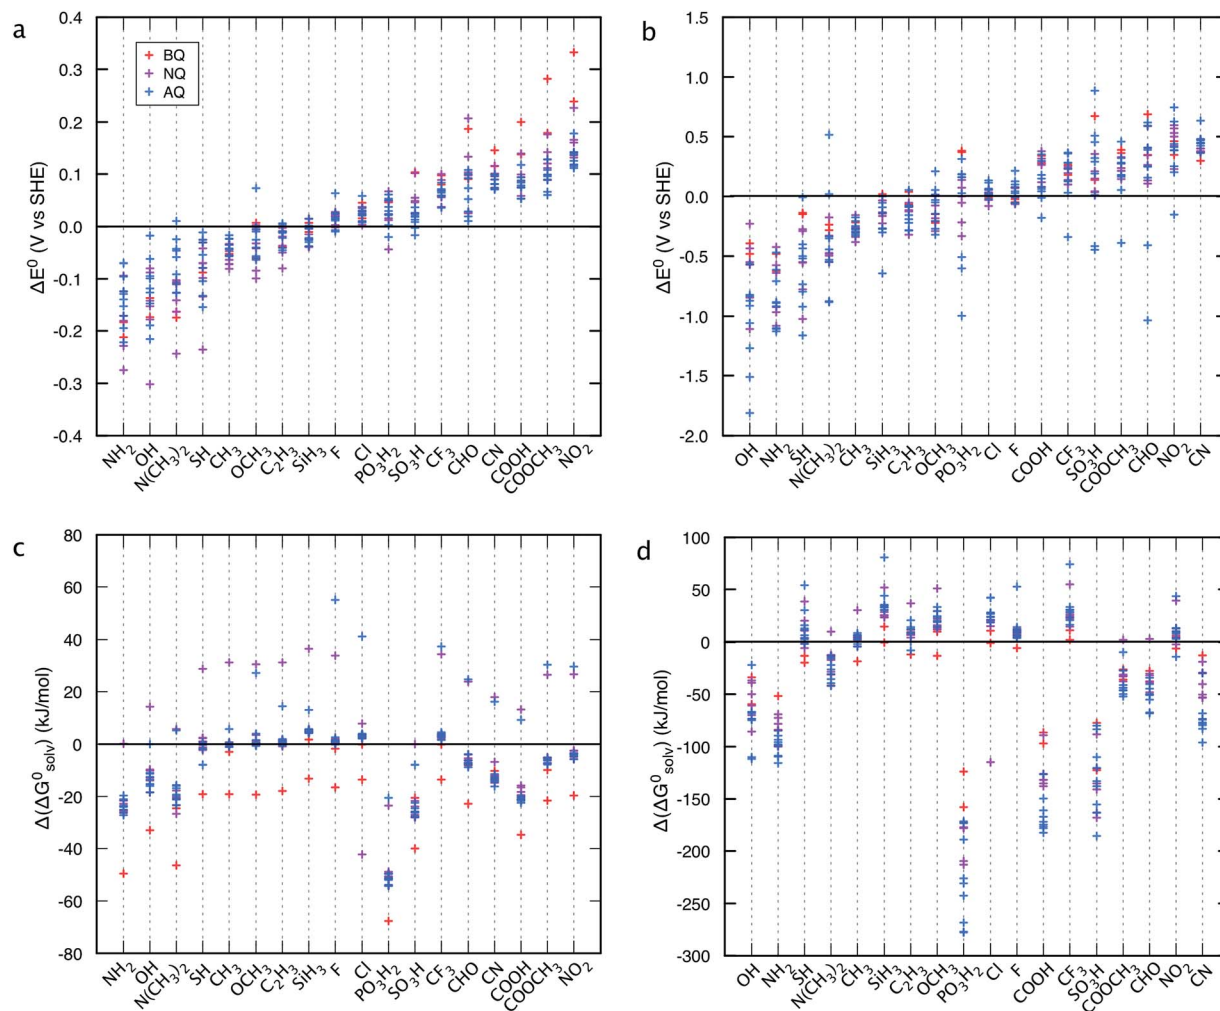 a
ΔE⁰ (V vs SHE)
0.4
0.3
0.2
0.1
0.0
-0.1
-0.2
-0.3
-0.4
BQ
NQ
AQ
NH₂ OH N(CH₃)₂ SH CH₃ OCH₃ C₂H₃ SiH₃ F Cl PO₃H₂ SO₃H CF₃ CHO CN COOH COOCH₃ NO₂
b
ΔE⁰ (V vs SHE)
1.5
1.0
0.5
0.0
-0.5
-1.0
-1.5
-2.0
OH NH₂ SH N(CH₃)₂ CH₃ SiH₃ C₂H₃ OCH₃ PO₃H₂ Cl F COOH CF₃ SO₃H COOCH₃ CHO NO₂ CN
c
Δ(ΔG⁰solv) (kJ/mol)
80
60
40
20
0
-20
-40
-60
-80
NH₂ OH N(CH₃)₂ SH CH₃ OCH₃ C₂H₃ SiH₃ F Cl PO₃H₂ SO₃H CF₃ CHO CN COOH COOCH₃ NO₂
d
Δ(ΔG⁰solv) (kJ/mol)
100
50
0
-50
-100
-150
-200
-250
-300
OH NH₂ SH N(CH₃)₂ CH₃ SiH₃ C₂H₃ OCH₃ PO₃H₂ Cl F COOH CF₃ SO₃H COOCH₃ CHO NO₂ CN